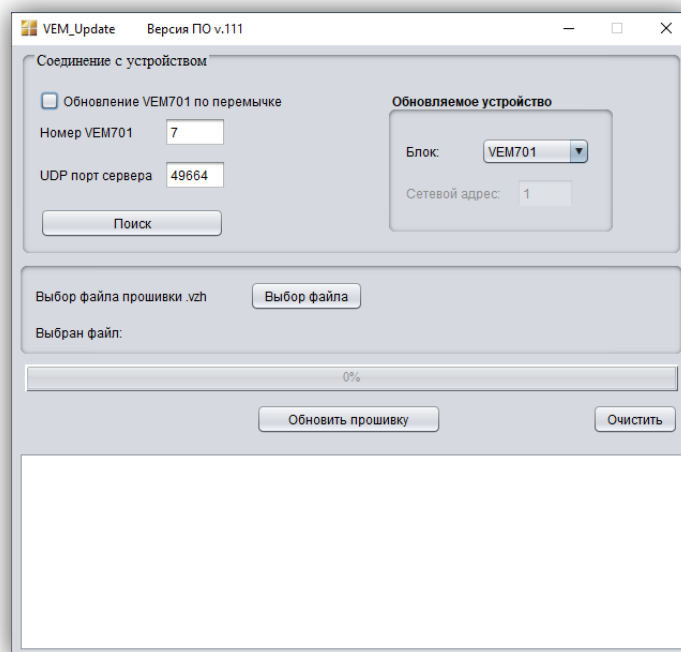 VEM_Update Версия ПО v.111
Соединение с устройством
Обновление VEM701 по перемычке
Номер VEM701 7
UDP порт сервера 49664
Поиск
Обновляемое устройство
Блок: VEM701
Сетевой адрес: 1
Выбор файла прошивки .vzh Выбор файла
Выбран файл:
0%
Обновить прошивку Очистить